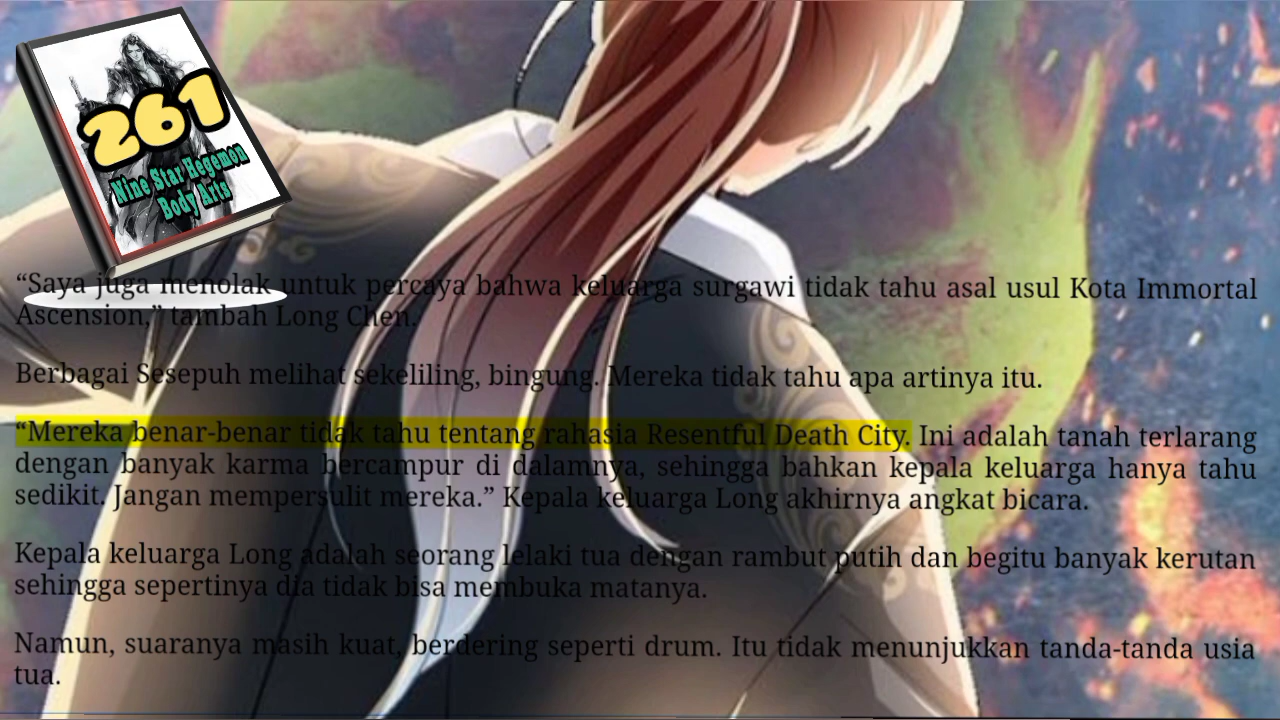 261
Nine Star Hegemon
Body Arts
“Saya juga menolak untuk percaya bahwa keluarga surgawi tidak tahu asal usul Kota Immortal
Ascension,” tambah Long Chen.
Berbagai Sesepuh melihat sekeliling, bingung. Mereka tidak tahu apa artinya itu.
“Mereka benar-benar tidak tahu tentang rahasia Resentful Death City. Ini adalah tanah terlarang
dengan banyak karma bercampur di dalamnya, sehingga bahkan kepala keluarga hanya tahu
sedikit. Jangan mempersulit mereka.” Kepala keluarga Long akhirnya angkat bicara.
Kepala keluarga Long adalah seorang lelaki tua dengan rambut putih dan begitu banyak kerutan
sehingga sepertinya dia tidak bisa membuka matanya.
Namun, suaranya masih kuat, berdering seperti drum. Itu tidak menunjukkan tanda-tanda usia
tua.